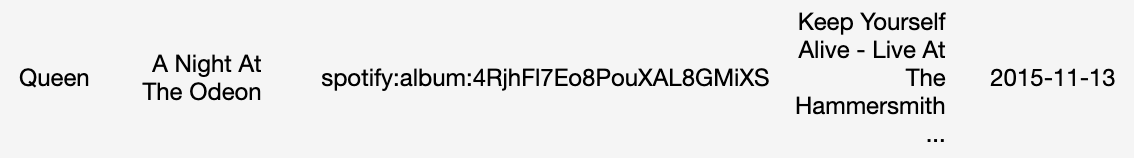 Queen
A Night At
The Odeon
spotify:album:4RjhFl7Eo8PouXAL8GMiXS
Keep Yourself
Alive - Live At
The
Hammersmith
...
2015-11-13